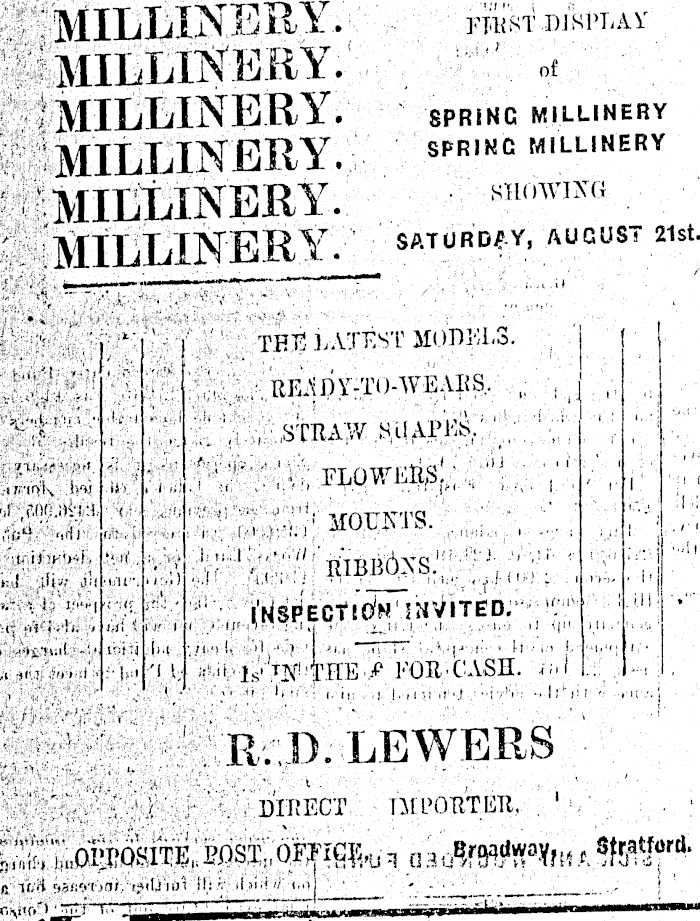 MILLINERY.
MILLINERY.
MILLINERY.
MILLINERY.
MILLINERY.
MILLINERY.
FIRST DISPLAY
of
SPRING MILLINERY
SPRING MILLINERY
SHOWING
SATURDAY, AUGUST 21st.
THE LATEST MODELS.
READY-TO-WEARS.
STRAW SHAPES.
FLOWERS.
MOUNTS.
RIBBONS.
INSPECTION INVITED.
1s IN THE £ FOR CASH.
R. D. LEWERS
DIRECT IMPORTER,
OPPOSITE POST OFFICE, Broadway, Stratford.